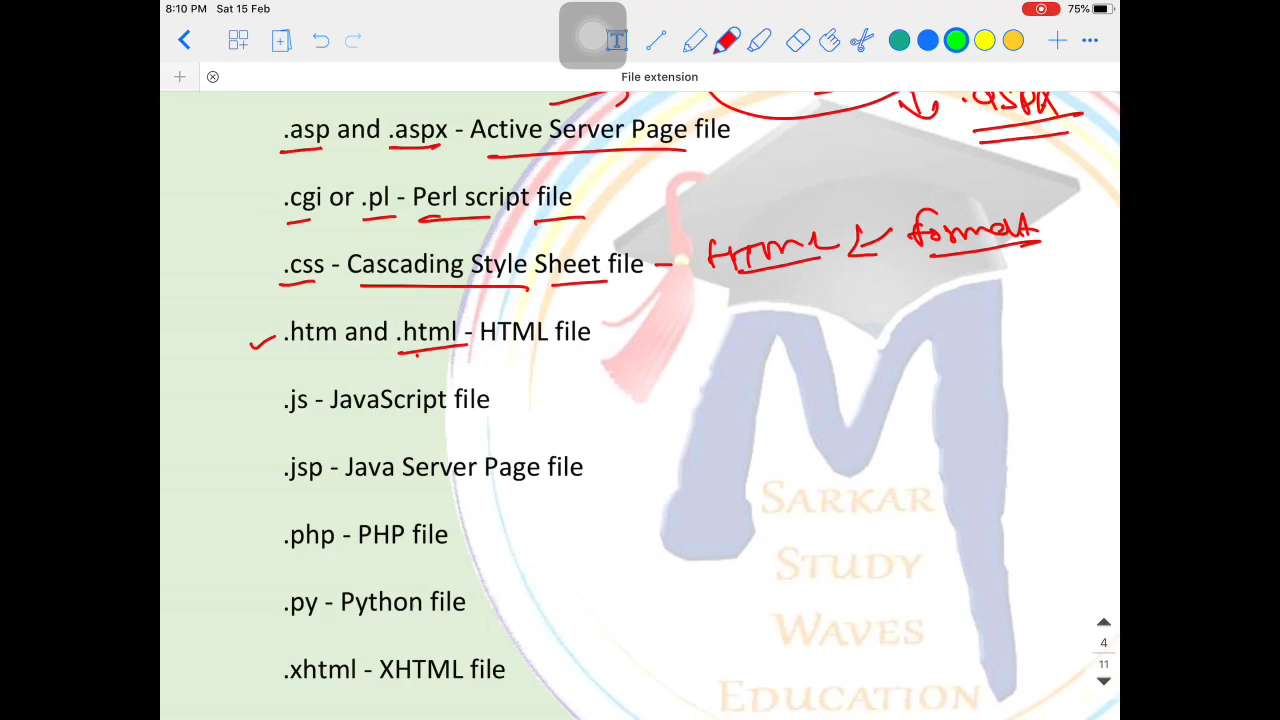 8:10 PM Sat 15 Feb
75%
T
File extension
.aspx
.asp and .aspx - Active Server Page file
.cgi or .pl - Perl script file
.css - Cascading Style Sheet file - HTML format
.htm and .html - HTML file
.js - JavaScript file
.jsp - Java Server Page file
.php - PHP file
.py - Python file
.xhtml - XHTML file
SARKAR
STUDY
WAVES
EDUCATION
4
11